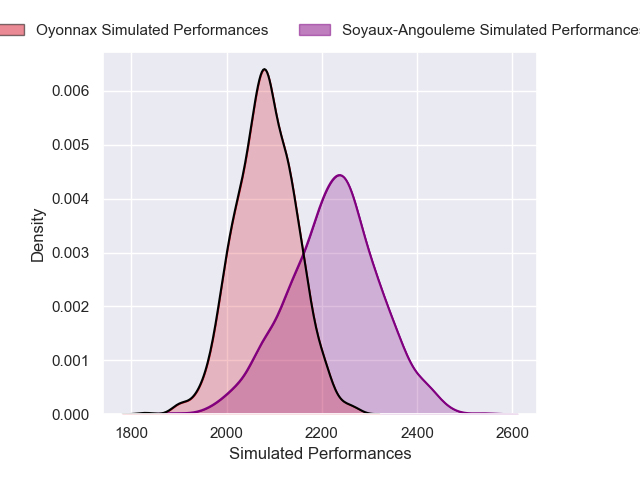 Oyonnax Simulated Performances Soyaux-Angouleme Simulated Performances
0.006
0.005
0.004
0.003
0.002
0.001
0.000
Density
1800 2000 2200 2400 2600
Simulated Performances